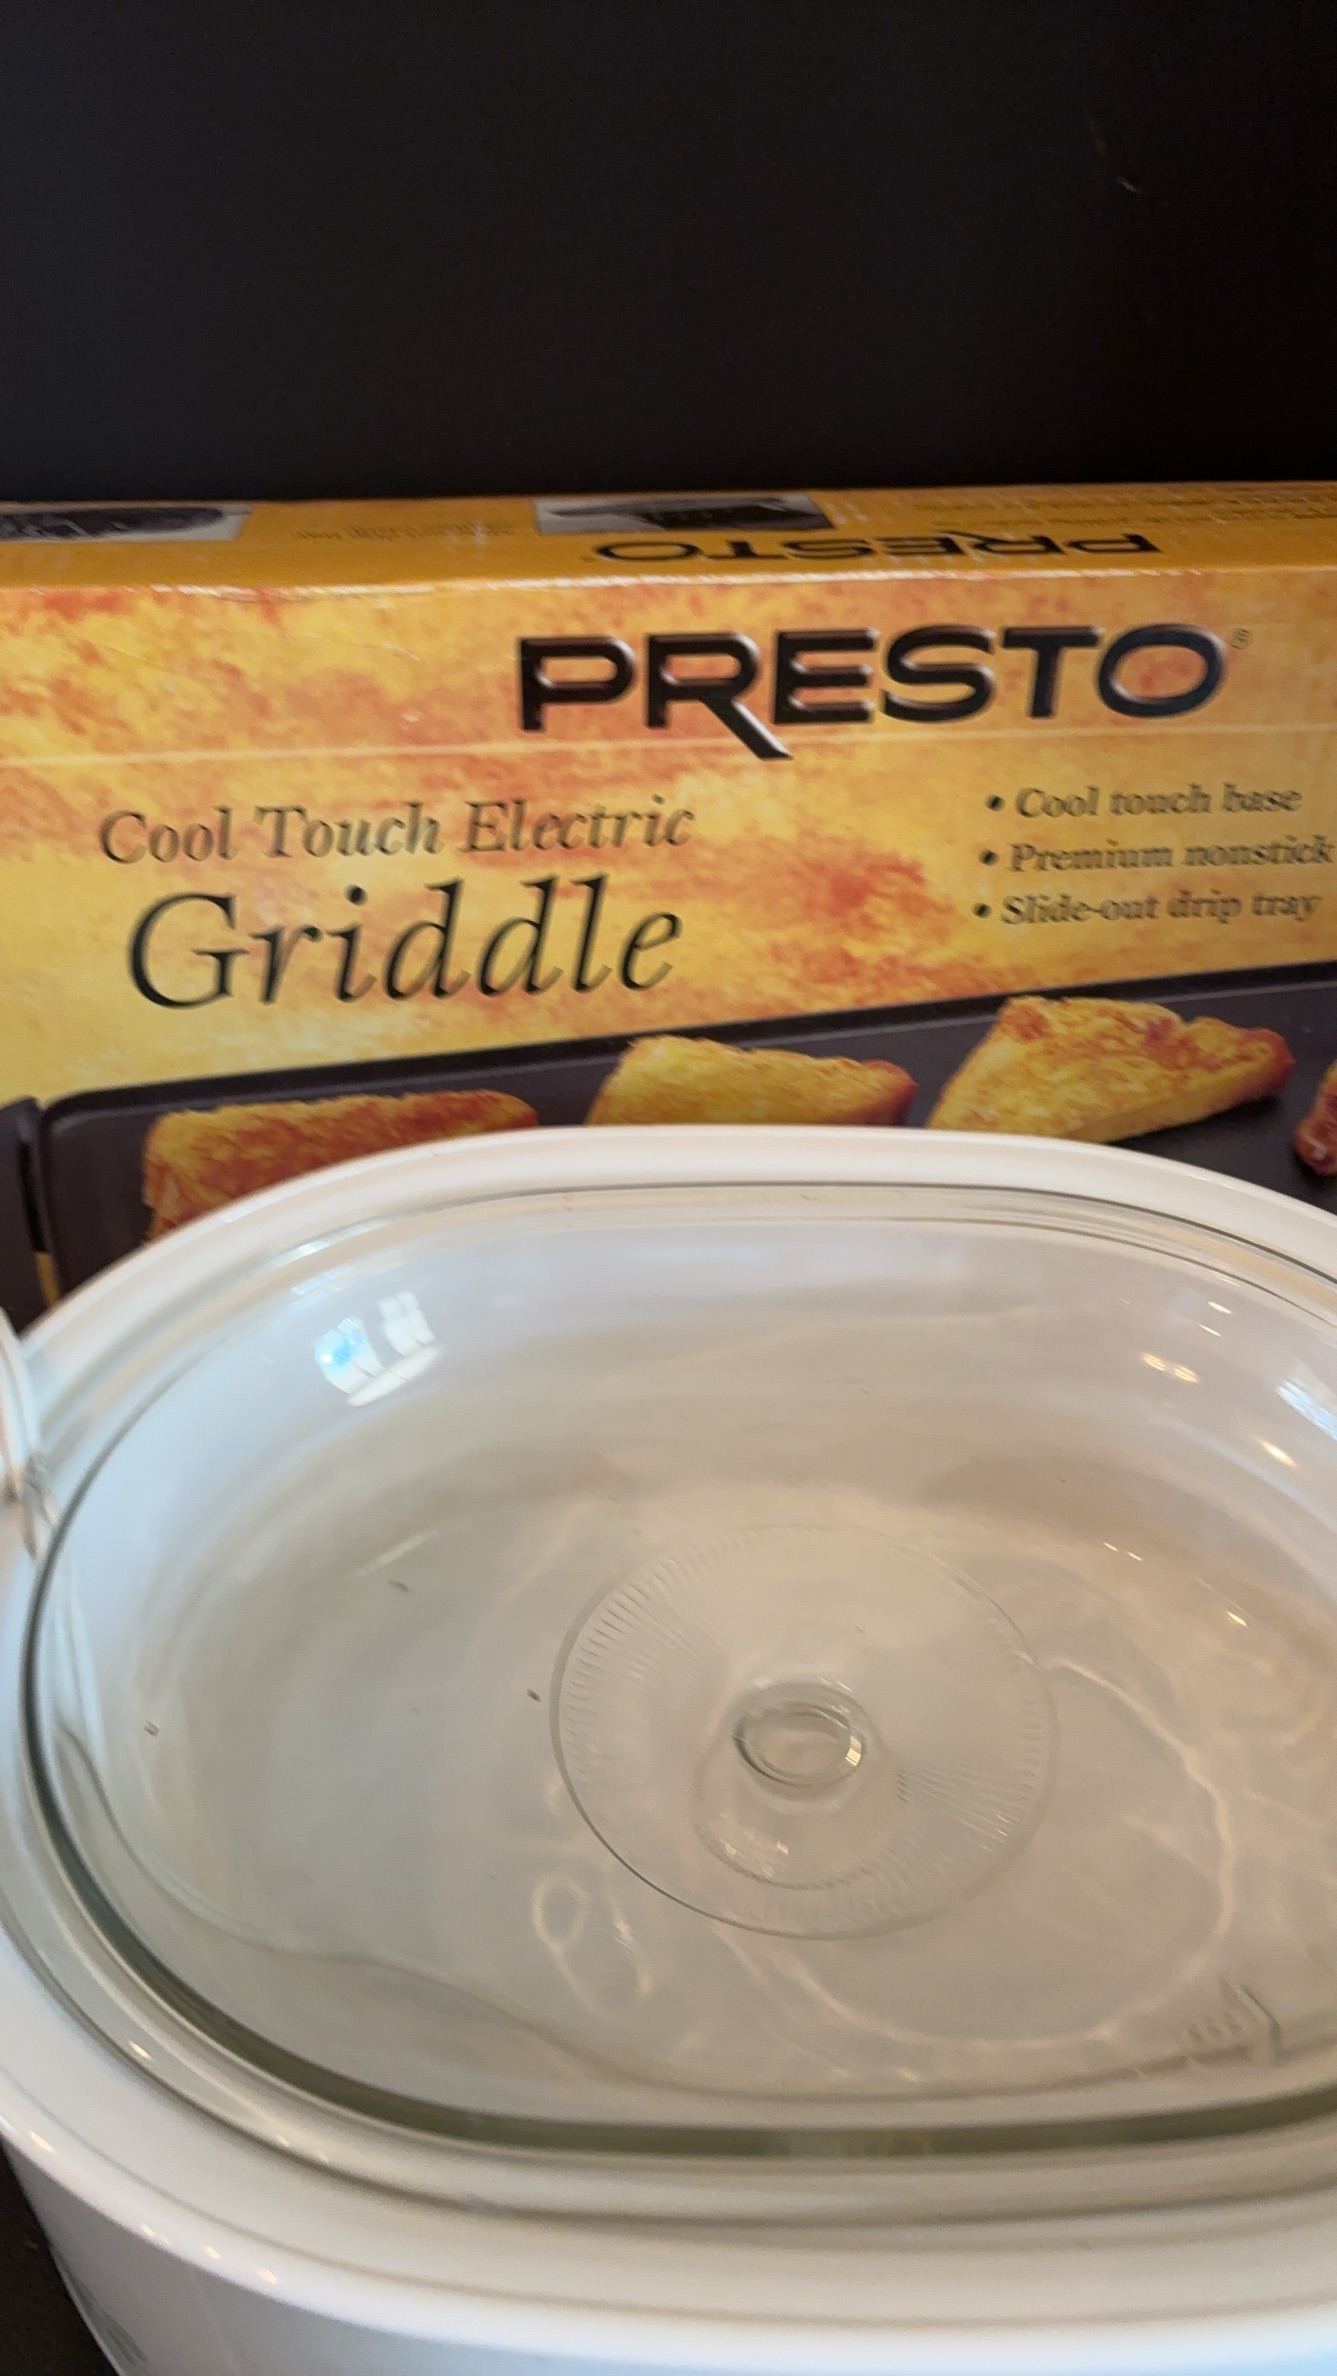 PRESTO
PRESTO®
Cool Touch Electric
Griddle
• Cool touch base
• Premium nonstick
• Slide-out drip tray